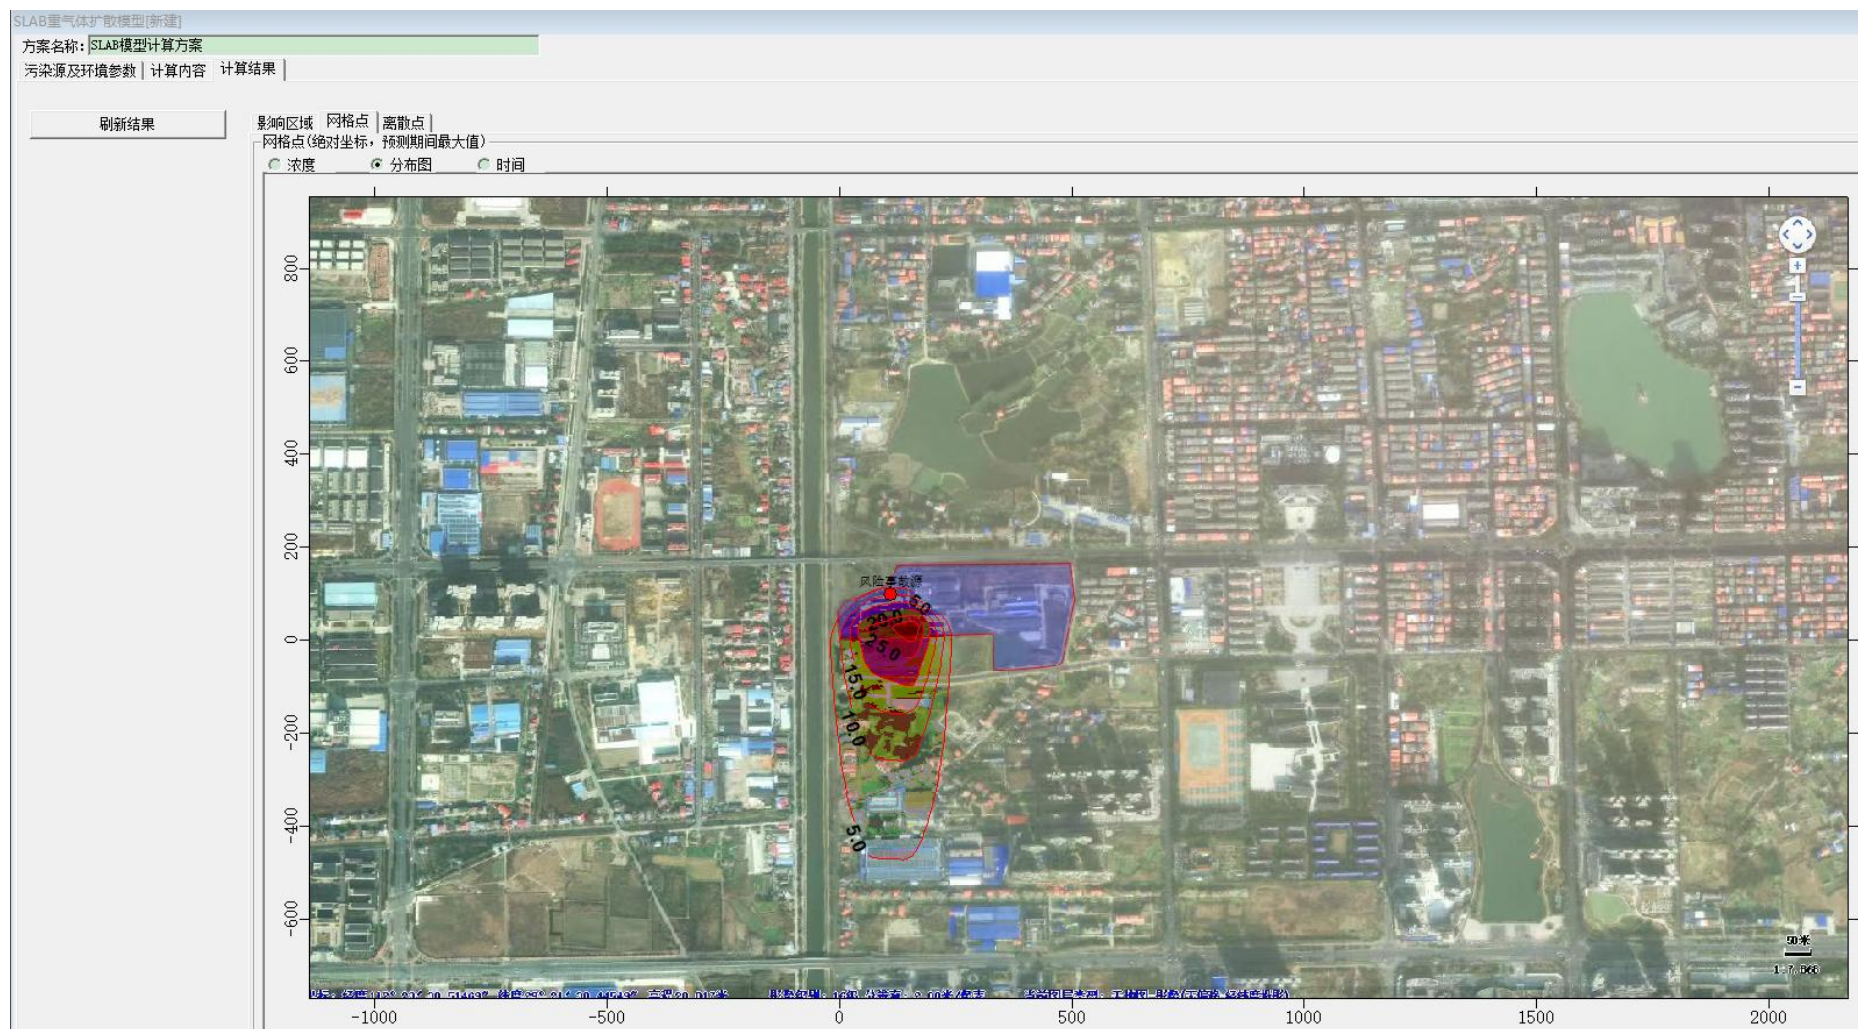 SLAB重气体扩散模型[新建]
方案名称: SLAB模型计算方案
污染源及环境参数 计算内容 计算结果
刷新结果
影响区域 网格点 离散点
网格点(绝对坐标，预测期间最大值)
浓度 分布图 时间
800
600
400
200
0
-200
-400
-600
风险事故源
5.0
25.0
15.0
10.0
5.0
50米
-1000 -500 0 500 1000 1500 2000